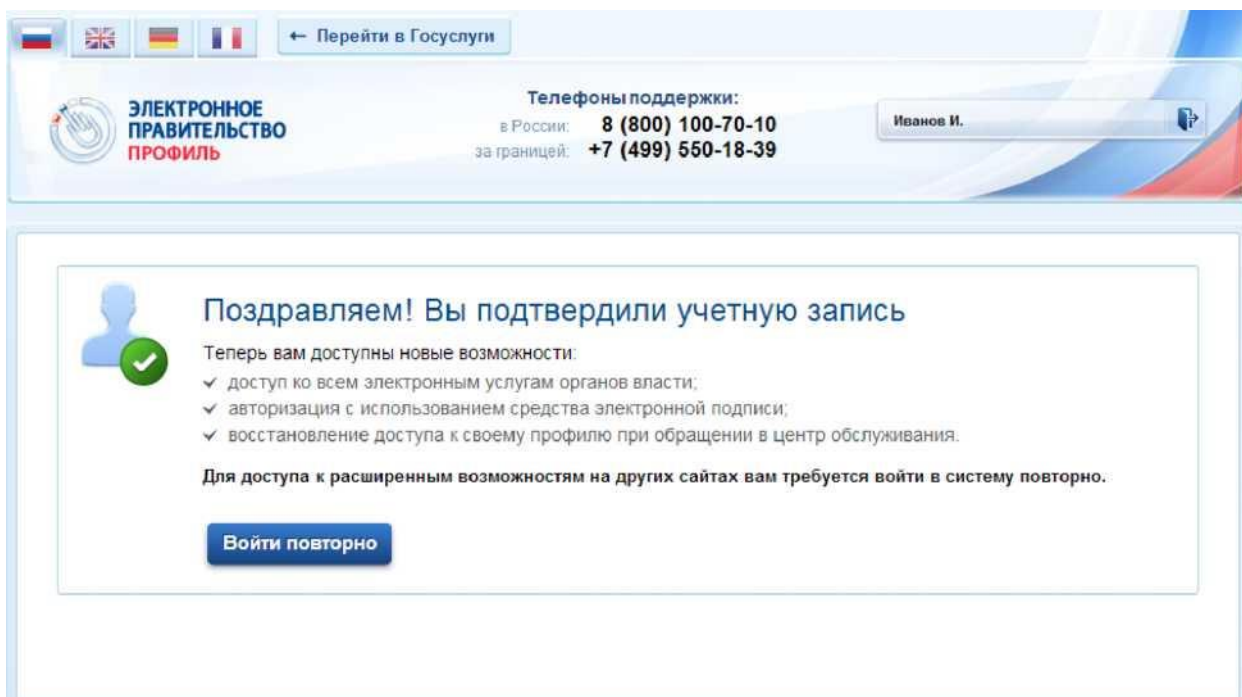 ← Перейти в Госуслуги
ЭЛЕКТРОННОЕ
ПРАВИТЕЛЬСТВО
ПРОФИЛЬ
Телефоны поддержки:
в России: 8 (800) 100-70-10
за границей: +7 (499) 550-18-39
Иванов И.
Поздравляем! Вы подтвердили учетную запись
Теперь вам доступны новые возможности:
доступ ко всем электронным услугам органов власти;
авторизация с использованием средства электронной подписи;
восстановление доступа к своему профилю при обращении в центр обслуживания.
Для доступа к расширенным возможностям на других сайтах вам требуется войти в систему повторно.
Войти повторно